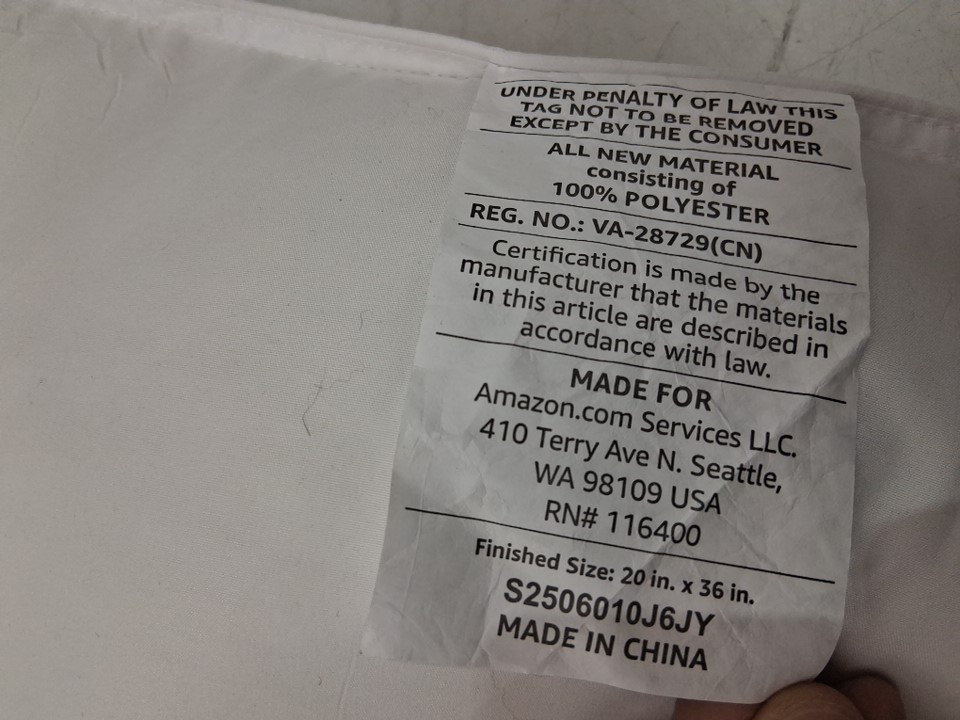 UNDER PENALTY OF LAW THIS
TAG NOT TO BE REMOVED
EXCEPT BY THE CONSUMER
ALL NEW MATERIAL
consisting of
100% POLYESTER
REG. NO.: VA-28729(CN)
Certification is made by the
manufacturer that the materials
in this article are described in
accordance with law.
MADE FOR
Amazon.com Services LLC.
410 Terry Ave N. Seattle,
WA 98109 USA
RN# 116400
Finished Size: 20 in. x 36 in.
S2506010J6JY
MADE IN CHINA